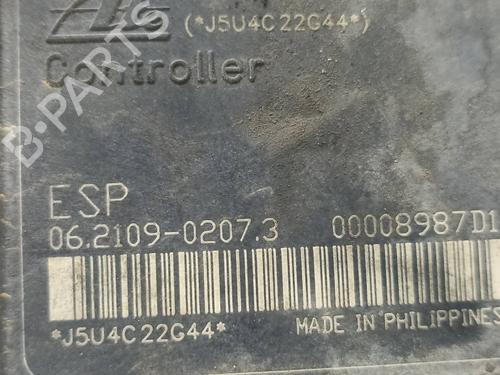 (*J5U4C22G44*)
Controller
B-PARTS
ESP
06.2109-0207.3 00008987D1
*J5U4C22G44*
MADE IN PHILIPPINES